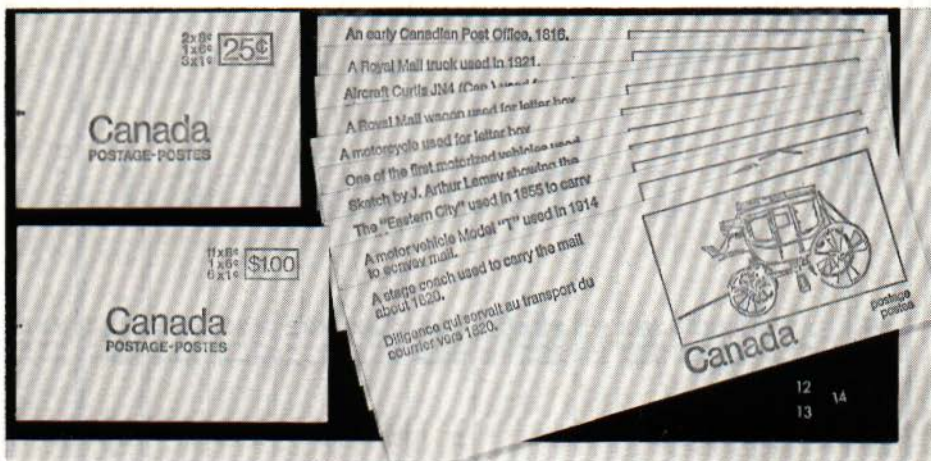 2x8¢
1x6¢
3x1¢
25¢
Canada
POSTAGE-POSTES
11x8¢
1x6¢
6x1¢
$1.00
Canada
POSTAGE-POSTES
An early Canadian Post Office, 1816.
A Royal Mail truck used in 1921.
Aircraft Curtis JN4 (Can.) used
A Royal Mail wagon used for letter box
A motorcycle used for letter box
One of the first motorized vehicles used
Sketch by J. Arthur Lemay showing the
The "Eastern City" used in 1855 to carry
A motor vehicle Model "T" used in 1914
to convey mail.
A stage coach used to carry the mail
about 1820.
Diligence qui servait au transport du
courrier vers 1820.
Canada
postage
postes
12
13
14